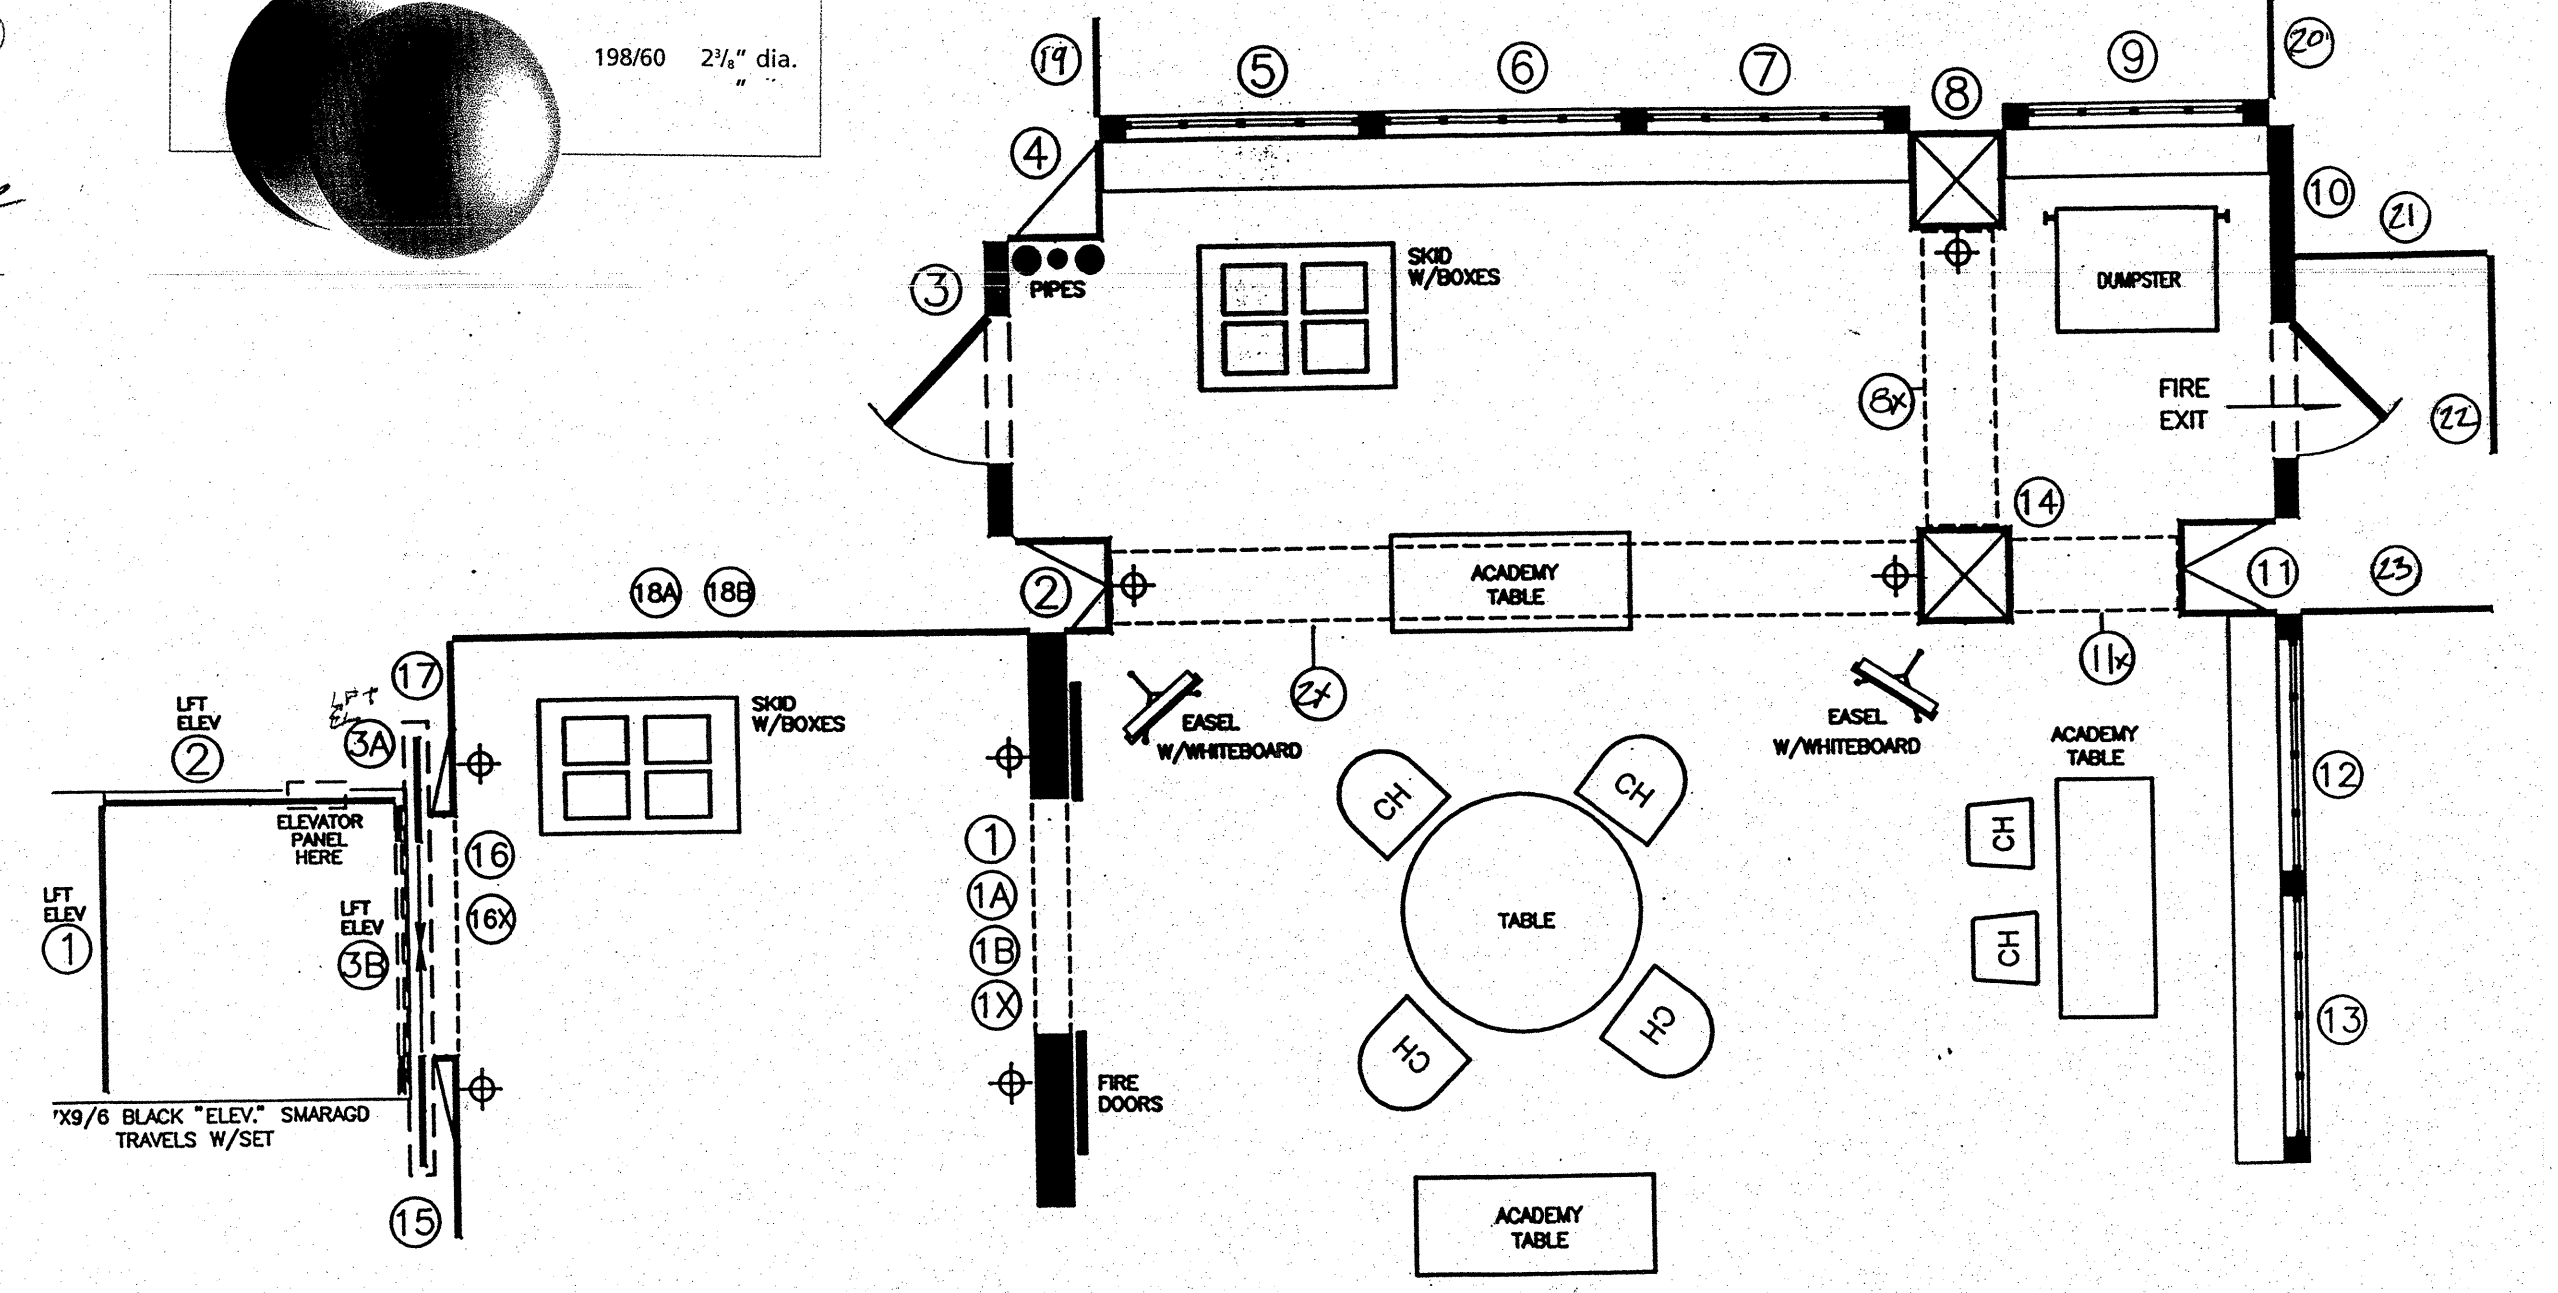 198/60 2³/₈" dia.
19
5
6
7
8
9
20
4
10
21
3
PIPES
SKID
W/BOXES
DUMPSTER
8X
FIRE
EXIT
22
14
18A
18B
2
ACADEMY
TABLE
11
23
17
2X
11X
LFT
ELEV
2
LFT
EL
3A
SKID
W/BOXES
EASEL
W/WHITEBOARD
EASEL
W/WHITEBOARD
ACADEMY
TABLE
12
CH
CH
ELEVATOR
PANEL
HERE
16
1
CH
LFT
ELEV
1
LFT
ELEV
3B
16X
1A
1B
1X
TABLE
CH
CH
CH
13
FIRE
DOORS
'X9/6 BLACK "ELEV." SMARAGD
TRAVELS W/SET
15
ACADEMY
TABLE